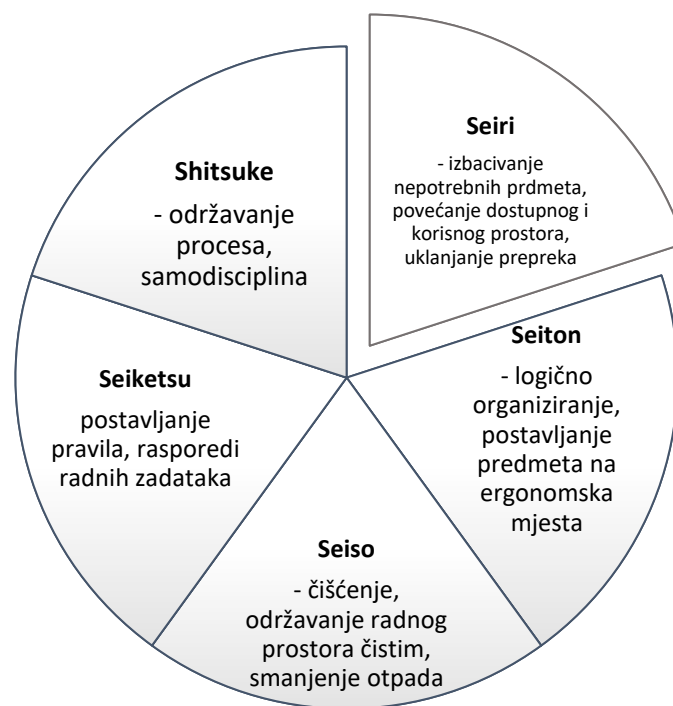 Seiri
- izbacivanje
nepotrebnih prdmeta,
povećanje dostupnog i
korisnog prostora,
uklanjanje prepreka
Seiton
- logično
organiziranje,
postavljanje
predmeta na
ergonomska
mjesta
Seiso
- čišćenje,
održavanje radnog
prostora čistim,
smanjenje otpada
Seiketsu
postavljanje
pravila, rasporedi
radnih zadataka
Shitsuke
- održavanje
procesa,
samodisciplina